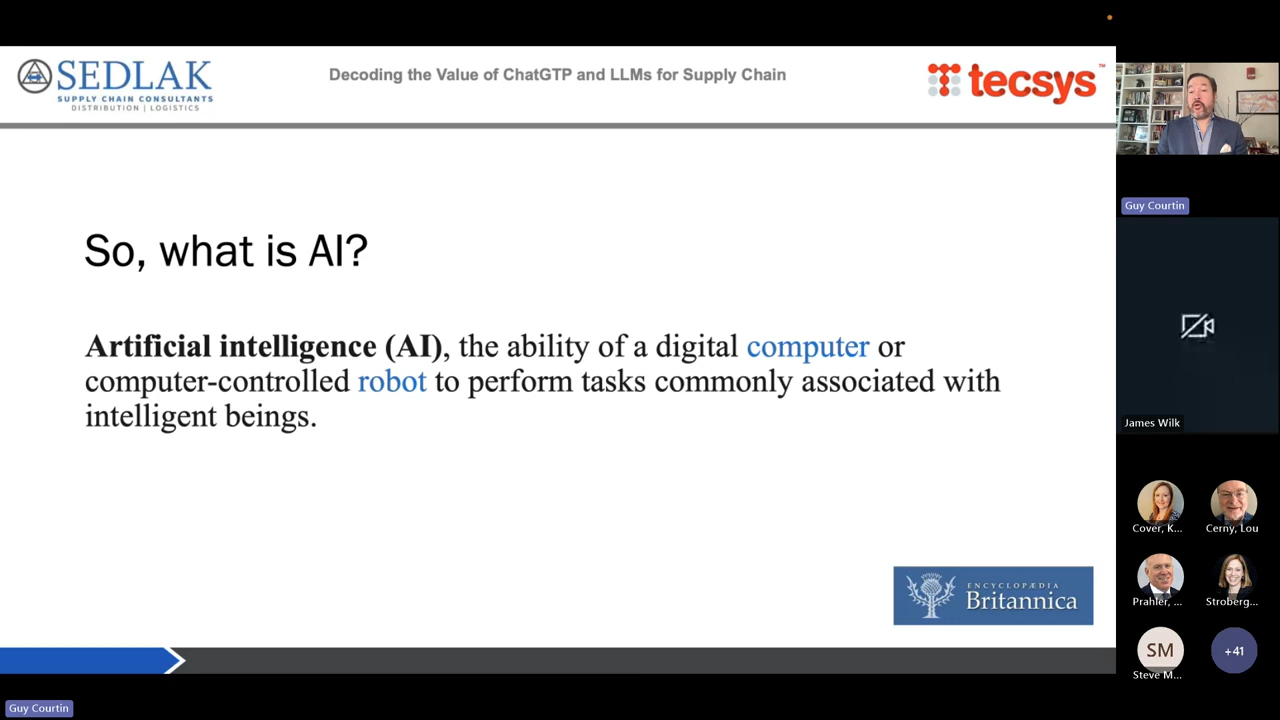 SEDLAK
SUPPLY CHAIN CONSULTANTS
DISTRIBUTION | LOGISTICS
Decoding the Value of ChatGTP and LLMs for Supply Chain
tecsys™
So, what is AI?
Artificial intelligence (AI), the ability of a digital computer or
computer-controlled robot to perform tasks commonly associated with
intelligent beings.
ENCYCLOPÆDIA
Britannica
Guy Courtin
James Wilk
Cover, K...
Cerny, Lou
Prahler, ...
Stroberg...
SM
Steve M...
+41
Guy Courtin